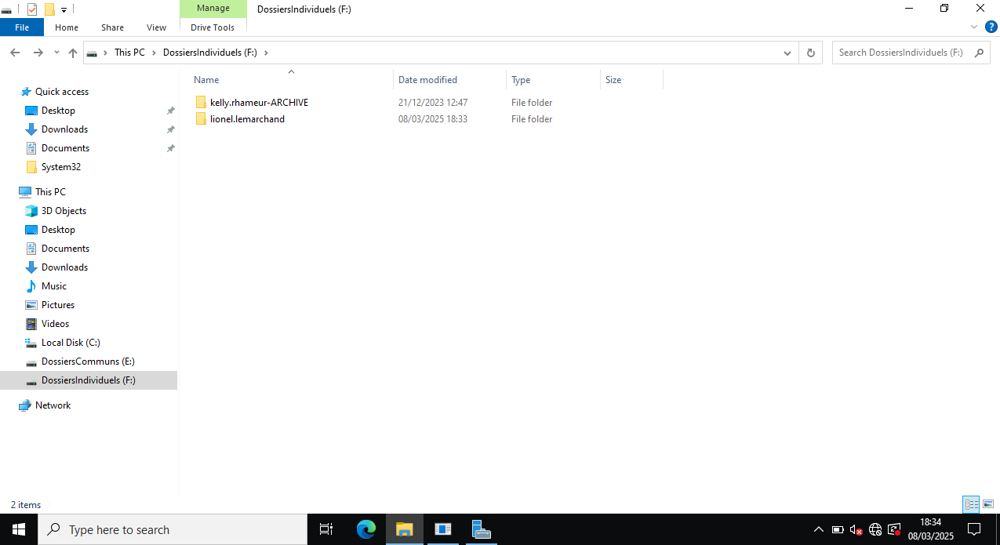 Manage
DossiersIndividuels (F:)
File
Home
Share
View
Drive Tools
This PC
DossiersIndividuels (F:)
Search DossiersIndividuels (F:)
Name
Date modified
Type
Size
kelly.rhameur-ARCHIVE
21/12/2023 12:47
File folder
lionel.lemarchand
08/03/2025 18:33
File folder
Quick access
Desktop
Downloads
Documents
System32
This PC
3D Objects
Desktop
Documents
Downloads
Music
Pictures
Videos
Local Disk (C:)
DossiersCommuns (E:)
DossiersIndividuels (F:)
Network
2 items
Type here to search
18:34
08/03/2025